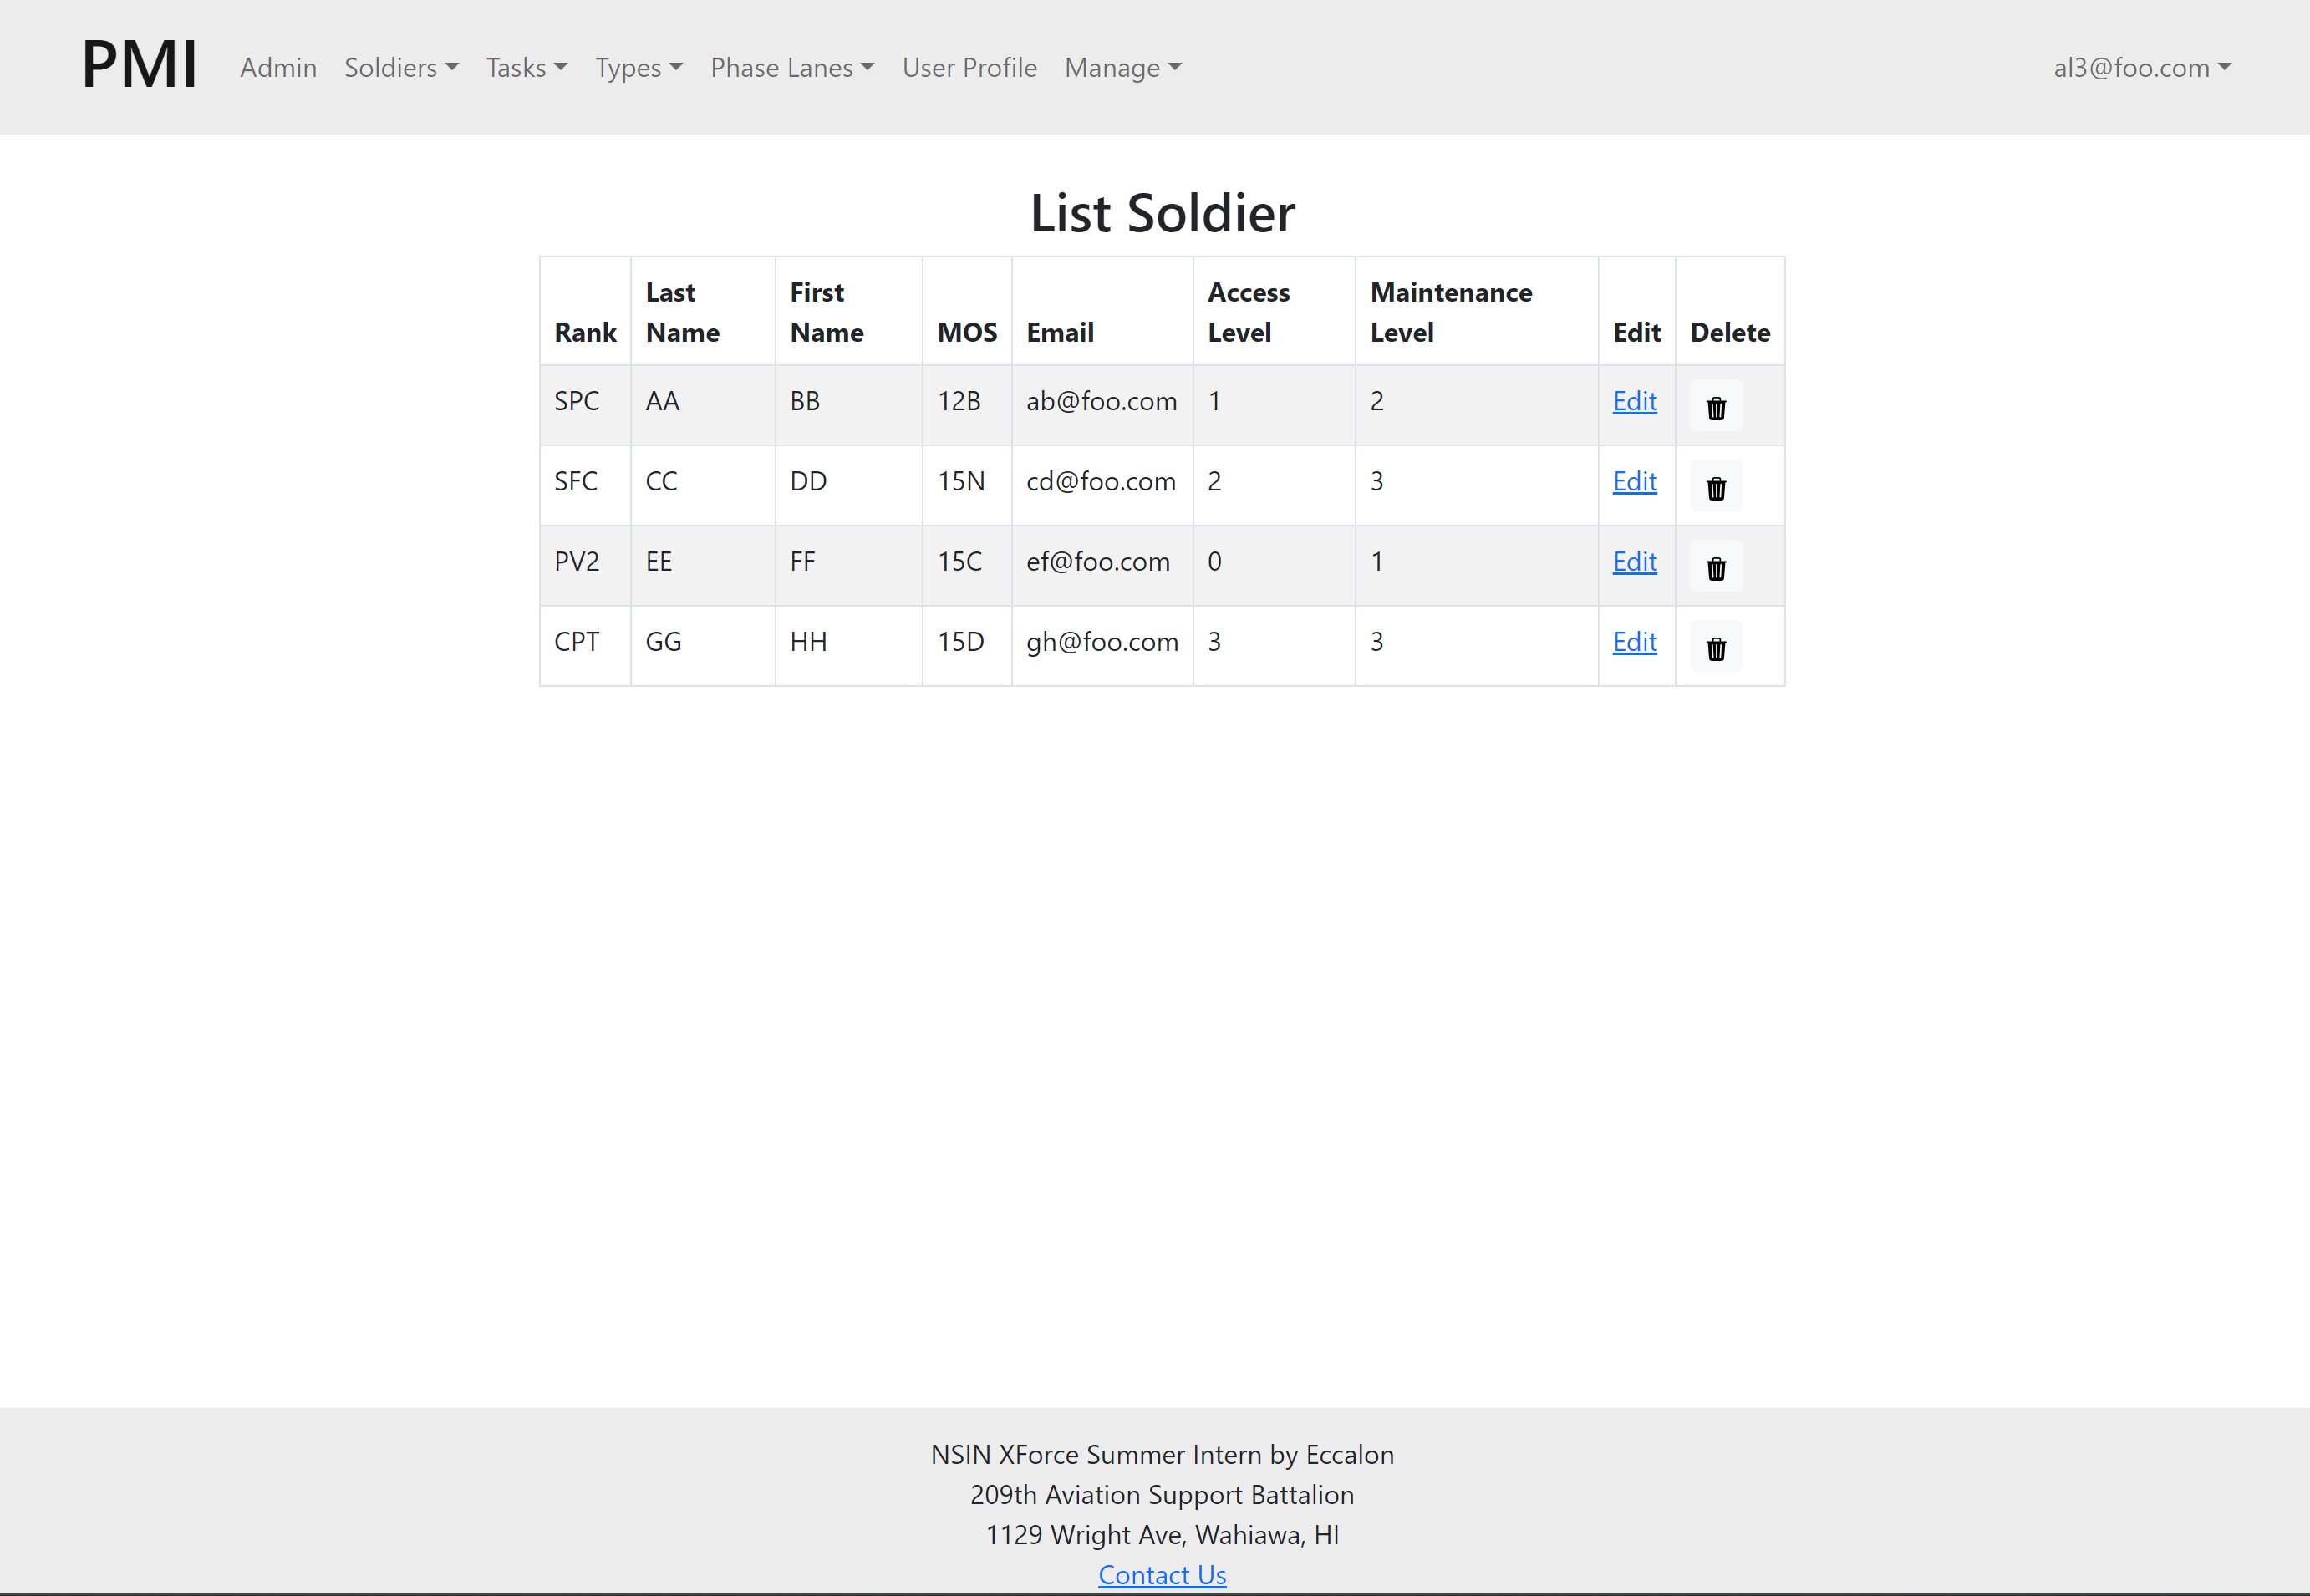 PMI Admin Soldiers Tasks Types Phase Lanes User Profile Manage al3@foo.com
List Soldier
Rank Last Name First Name MOS Email Access Level Maintenance Level Edit Delete
SPC AA BB 12B ab@foo.com 1 2 Edit
SFC CC DD 15N cd@foo.com 2 3 Edit
PV2 EE FF 15C ef@foo.com 0 1 Edit
CPT GG HH 15D gh@foo.com 3 3 Edit
NSIN XForce Summer Intern by Eccalon
209th Aviation Support Battalion
1129 Wright Ave, Wahiawa, HI
Contact Us